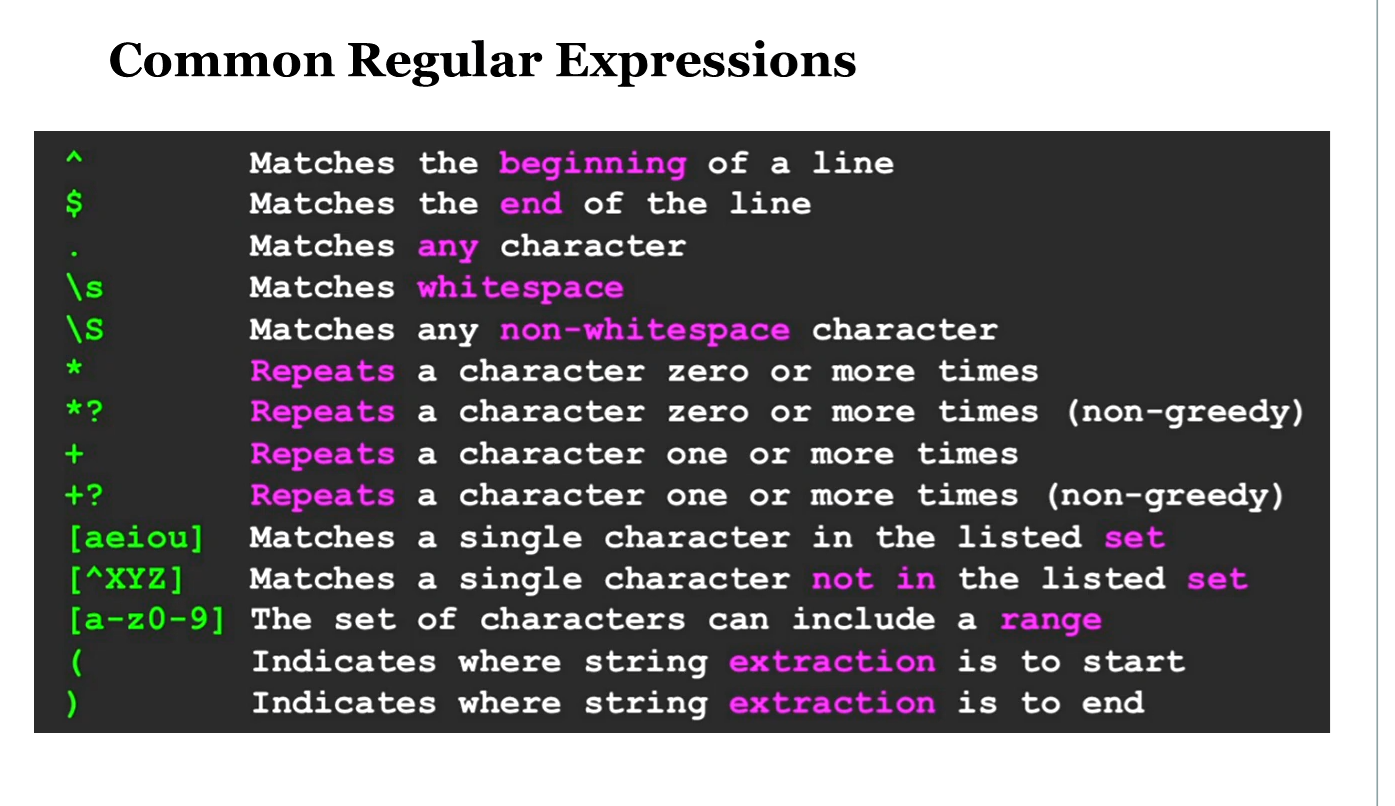 Common Regular Expressions
^ Matches the beginning of a line
$ Matches the end of the line
. Matches any character
\s Matches whitespace
\S Matches any non-whitespace character
* Repeats a character zero or more times
*? Repeats a character zero or more times (non-greedy)
+ Repeats a character one or more times
+? Repeats a character one or more times (non-greedy)
[aeiou] Matches a single character in the listed set
[^XYZ] Matches a single character not in the listed set
[a-z0-9] The set of characters can include a range
( Indicates where string extraction is to start
) Indicates where string extraction is to end